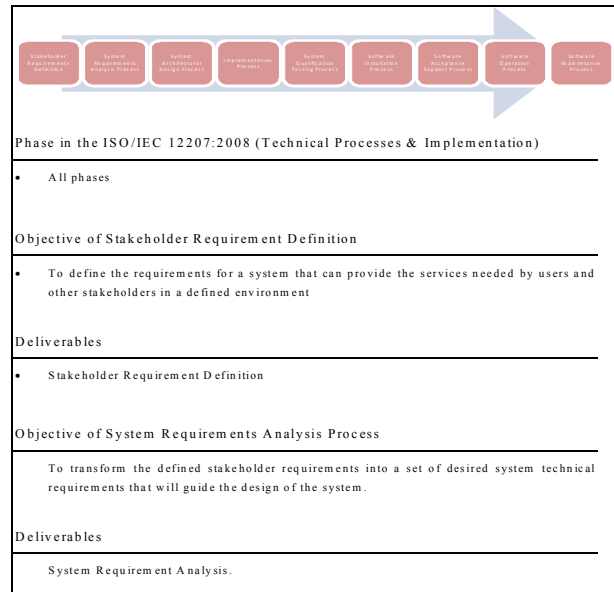 Stakeholder
Requirements
Definition
System
Requirements
Analysis Process
System
Architectural
Design Process
Implementation
Process
System
Qualification
Testing Process
Software
Installation
Process
Software
Acceptance
Support Process
Software
Operation
Process
Software
Maintenance
Process
Phase in the ISO/IEC 12207:2008 (Technical Processes & Implementation)
• All phases
Objective of Stakeholder Requirement Definition
• To define the requirements for a system that can provide the services needed by users and
other stakeholders in a defined environment
Deliverables
• Stakeholder Requirement Definition
Objective of System Requirements Analysis Process
To transform the defined stakeholder requirements into a set of desired system technical
requirements that will guide the design of the system.
Deliverables
System Requirement Analysis.